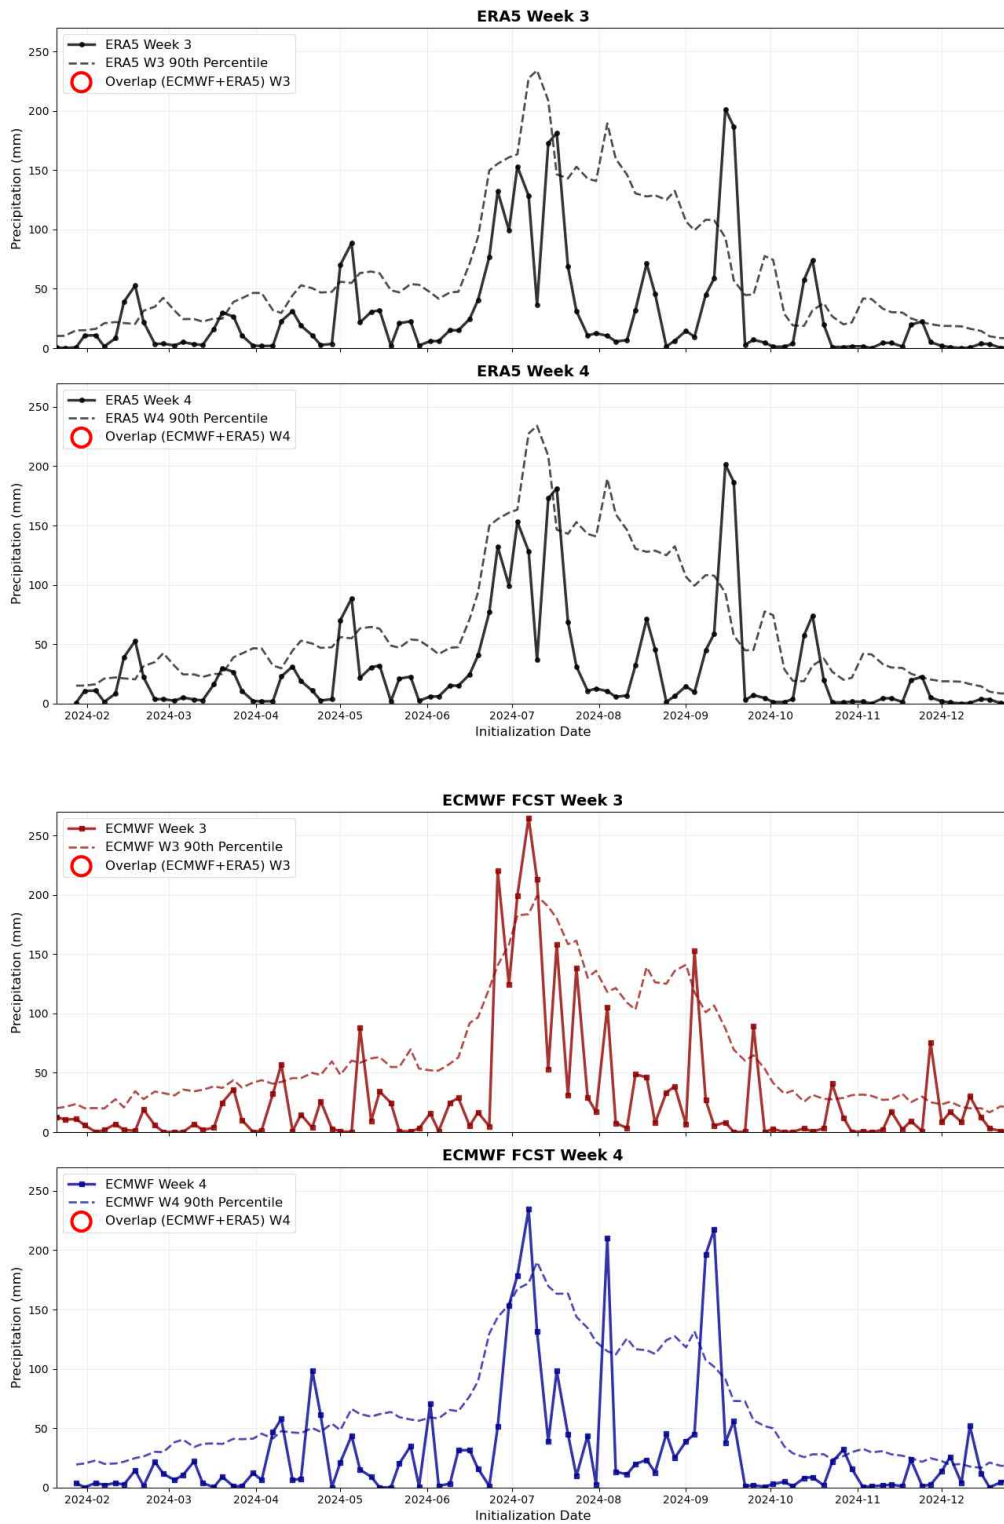 ERA5 Week 3
Precipitation (mm)
250
200
150
100
50
0
ERA5 Week 3
ERA5 W3 90th Percentile
Overlap (ECMWF+ERA5) W3
ERA5 Week 4
Precipitation (mm)
250
200
150
100
50
0
ERA5 Week 4
ERA5 W4 90th Percentile
Overlap (ECMWF+ERA5) W4
2024-02 2024-03 2024-04 2024-05 2024-06 2024-07 2024-08 2024-09 2024-10 2024-11 2024-12
Initialization Date
ECMWF FCST Week 3
Precipitation (mm)
250
200
150
100
50
0
ECMWF Week 3
ECMWF W3 90th Percentile
Overlap (ECMWF+ERA5) W3
ECMWF FCST Week 4
Precipitation (mm)
250
200
150
100
50
0
ECMWF Week 4
ECMWF W4 90th Percentile
Overlap (ECMWF+ERA5) W4
2024-02 2024-03 2024-04 2024-05 2024-06 2024-07 2024-08 2024-09 2024-10 2024-11 2024-12
Initialization Date